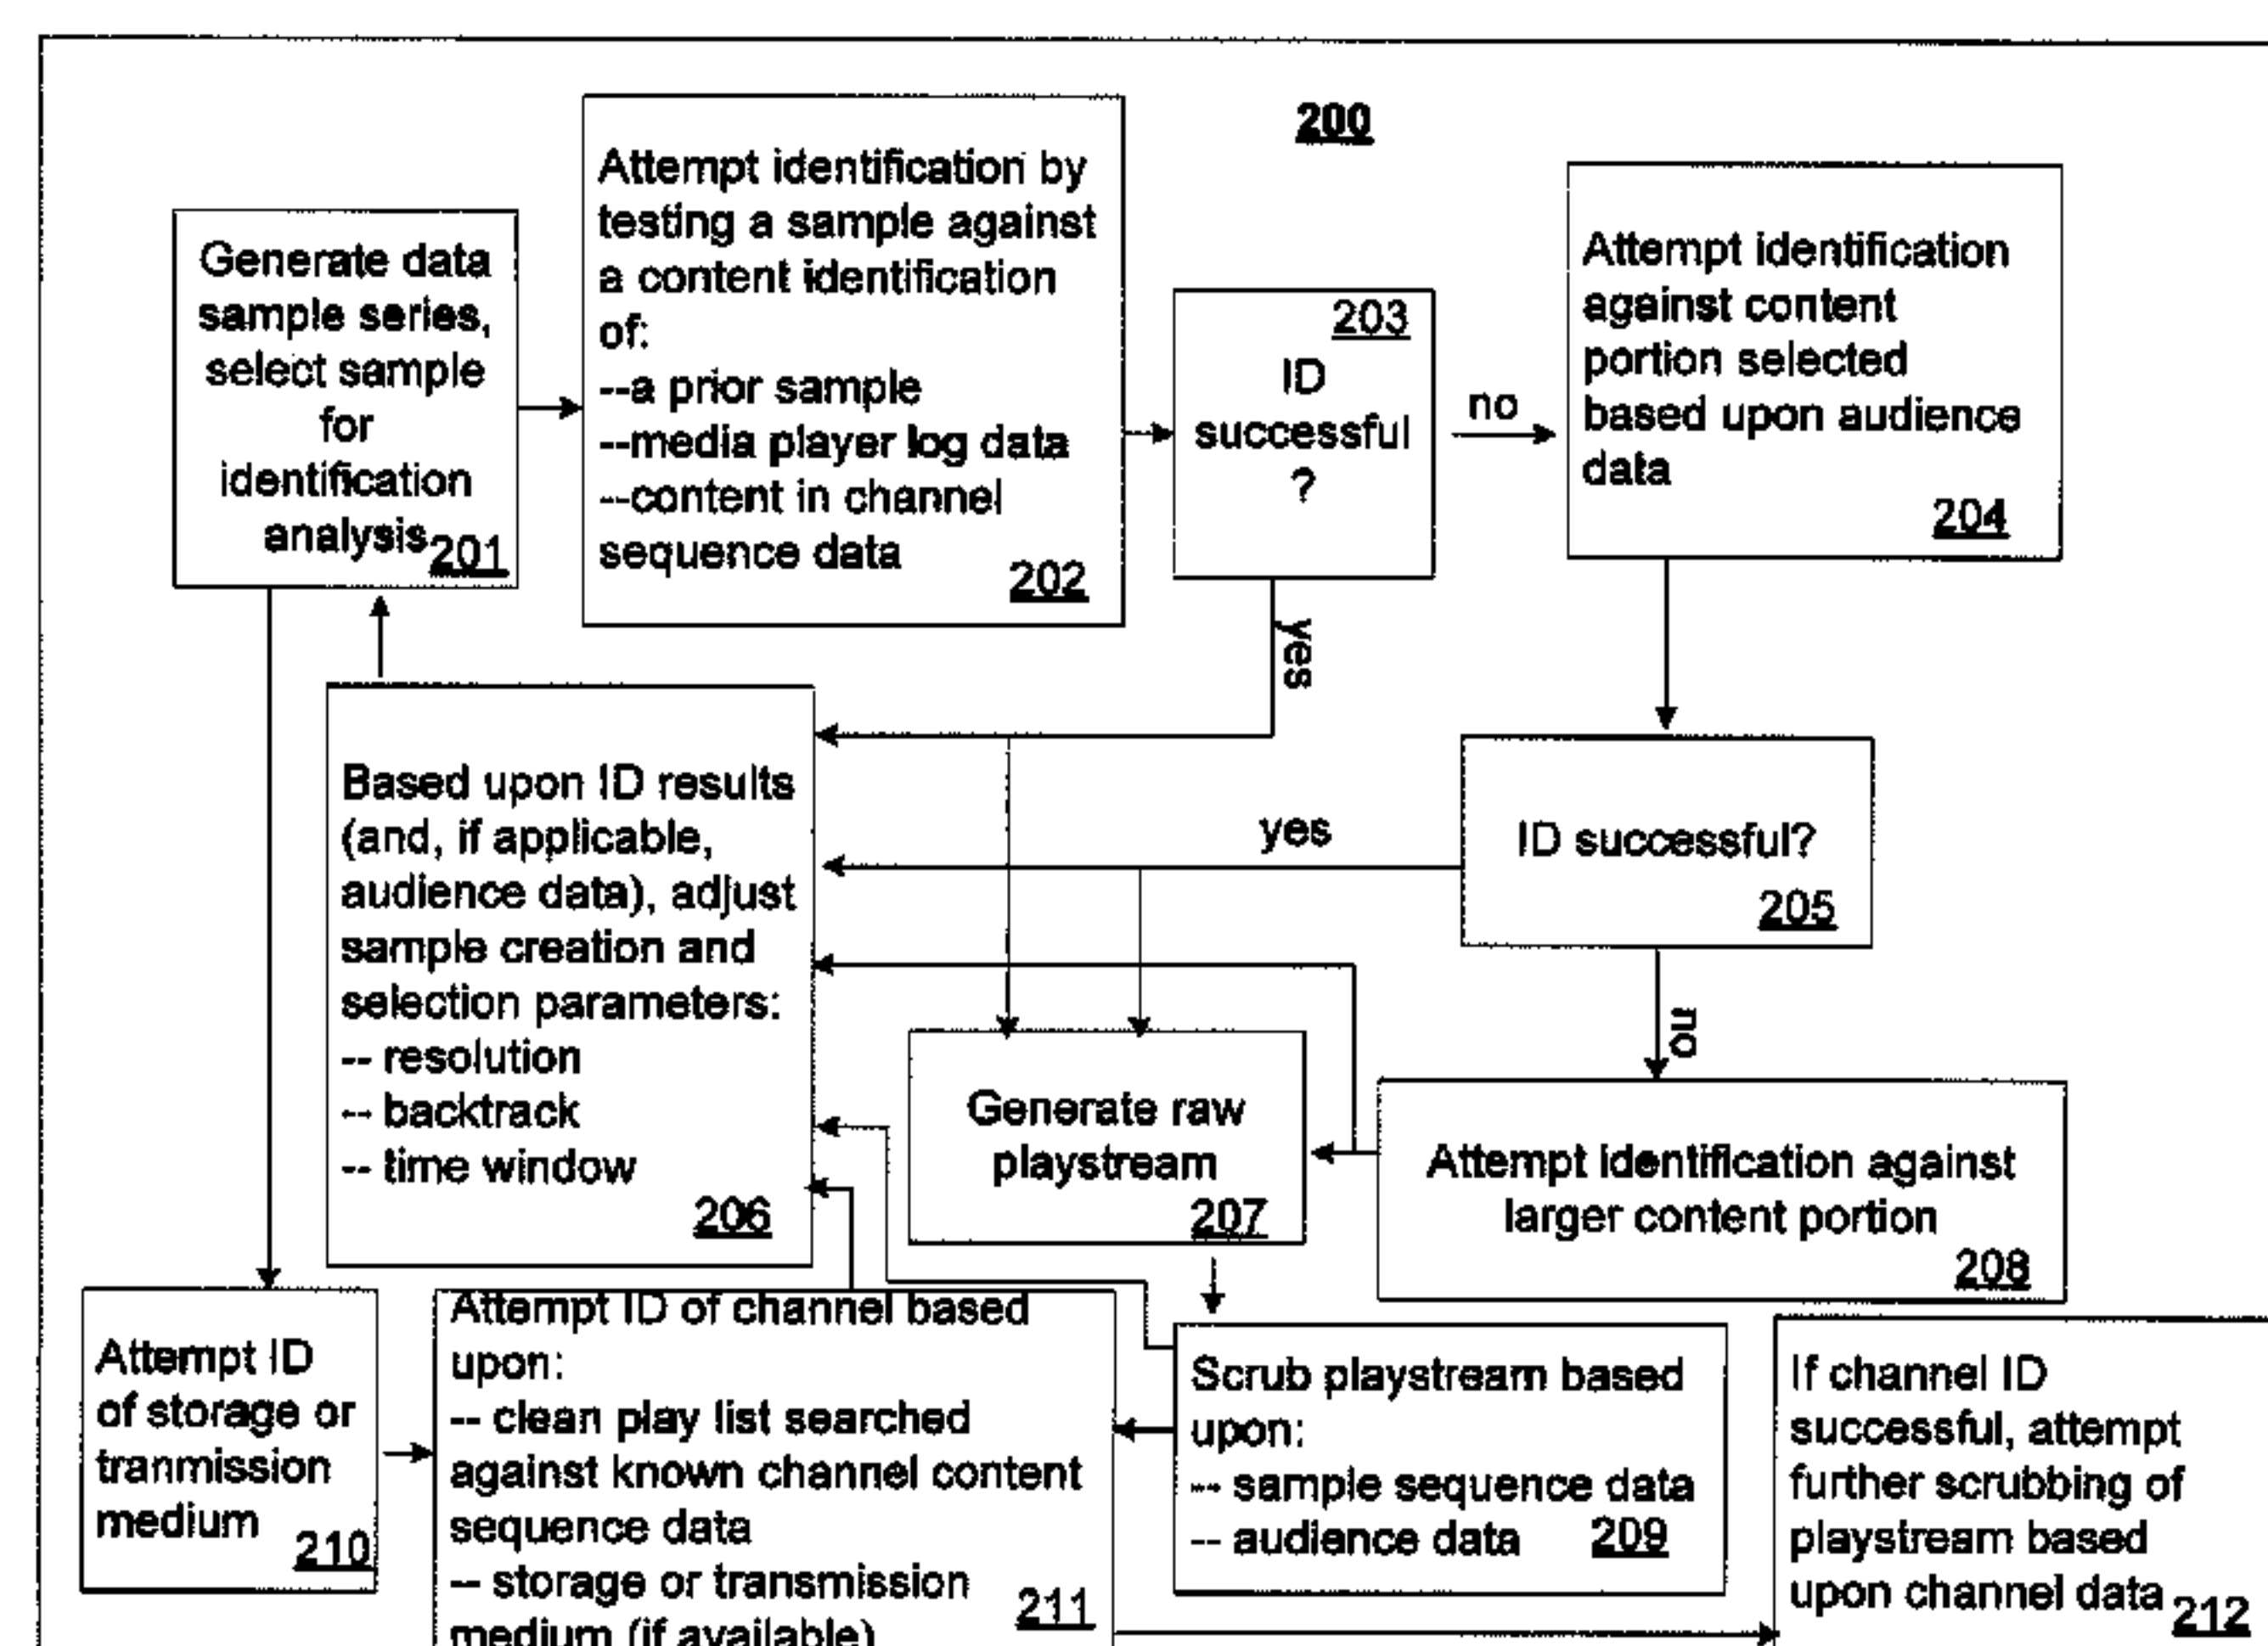 200
Generate data
sample series,
select sample
for
identification
analysis
201
Attempt identification by
testing a sample against
a content identification
of:
--a prior sample
--media player log data
--content in channel
sequence data
202
203
ID
successful
?
no
yes
Attempt identification
against content
portion selected
based upon audience
data
204
ID successful?
205
yes
no
Based upon ID results
(and, if applicable,
audience data), adjust
sample creation and
selection parameters:
-- resolution
-- backtrack
-- time window
206
Generate raw
playstream
207
Attempt identification against
larger content portion
208
Attempt ID
of storage or
tranmission
medium
210
Attempt ID of channel based
upon:
-- clean play list searched
against known channel content
sequence data
-- storage or transmission
medium (if available)
211
Scrub playstream based
upon:
-- sample sequence data
-- audience data
209
If channel ID
successful, attempt
further scrubbing of
playstream based
upon channel data
212